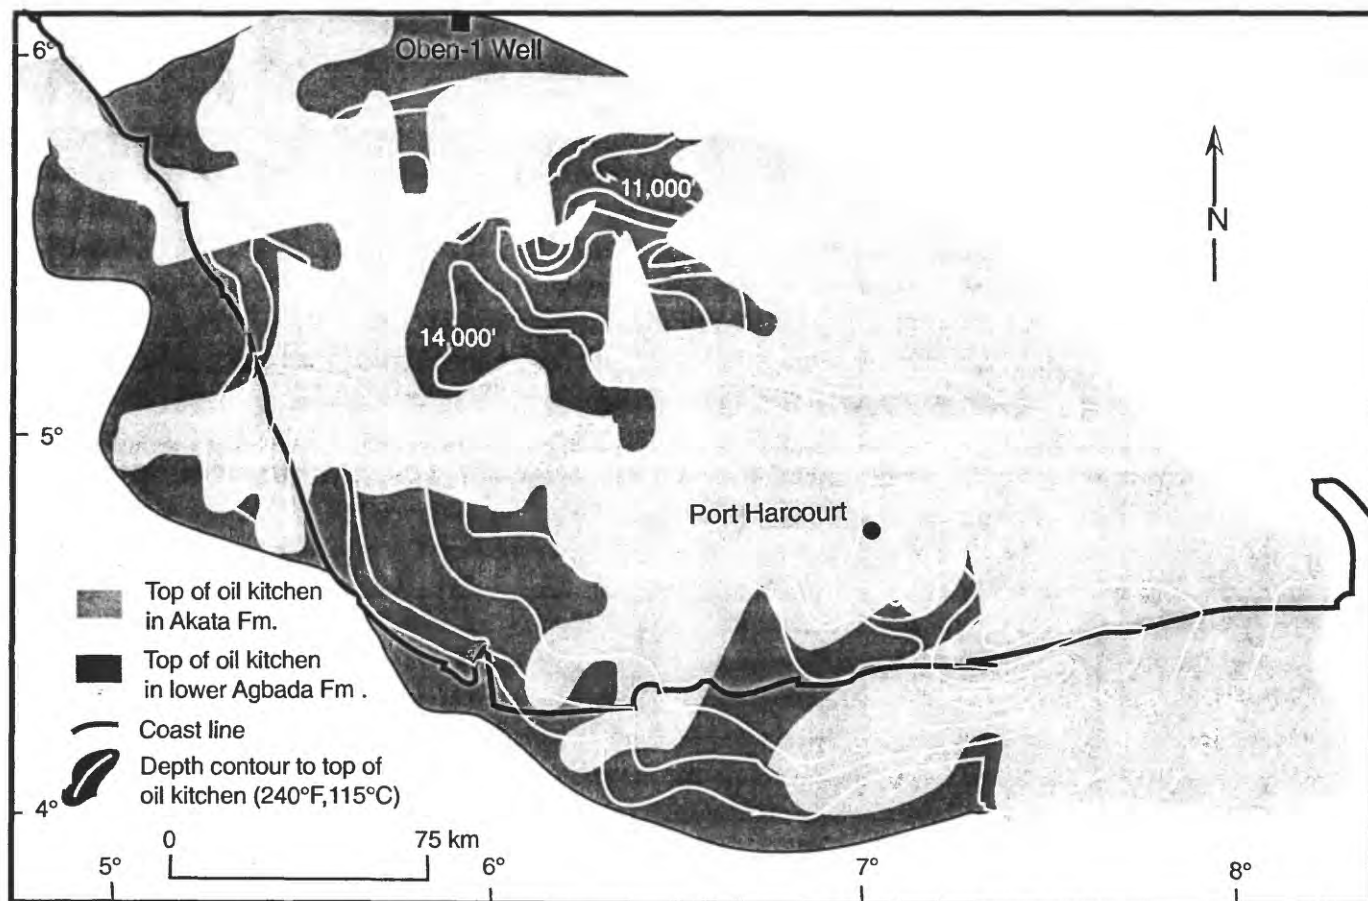 6°
Oben-1 Well
N
11,000'
14,000'
5°
Port Harcourt
Top of oil kitchen
in Akata Fm.
Top of oil kitchen
in lower Agbada Fm .
Coast line
Depth contour to top of
oil kitchen (240°F,115°C)
4°
0
75 km
5°
6°
7°
8°